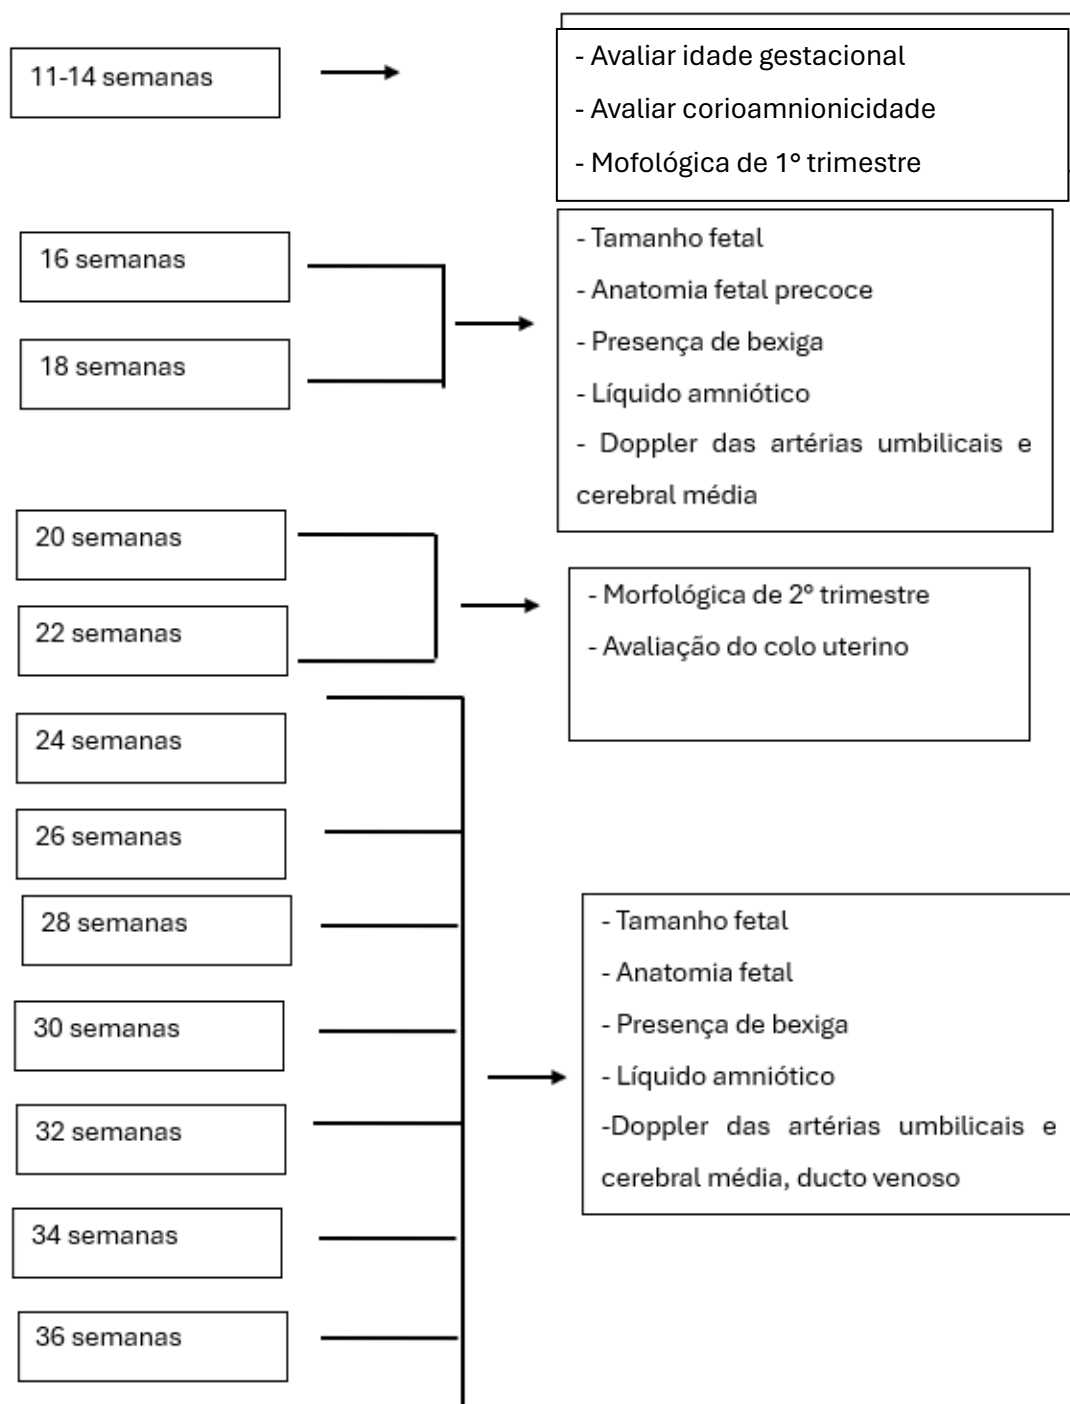 11-14 semanas
- Avaliar idade gestacional
- Avaliar corioamnionicidade
- Mofológica de 1° trimestre
16 semanas
18 semanas
- Tamanho fetal
- Anatomia fetal precoce
- Presença de bexiga
- Líquido amniótico
- Doppler das artérias umbilicais e
cerebral média
20 semanas
22 semanas
- Morfológica de 2º trimestre
- Avaliação do colo uterino
24 semanas
26 semanas
28 semanas
30 semanas
32 semanas
34 semanas
36 semanas
- Tamanho fetal
- Anatomia fetal
- Presença de bexiga
- Líquido amniótico
-Doppler das artérias umbilicais e
cerebral média, ducto venoso